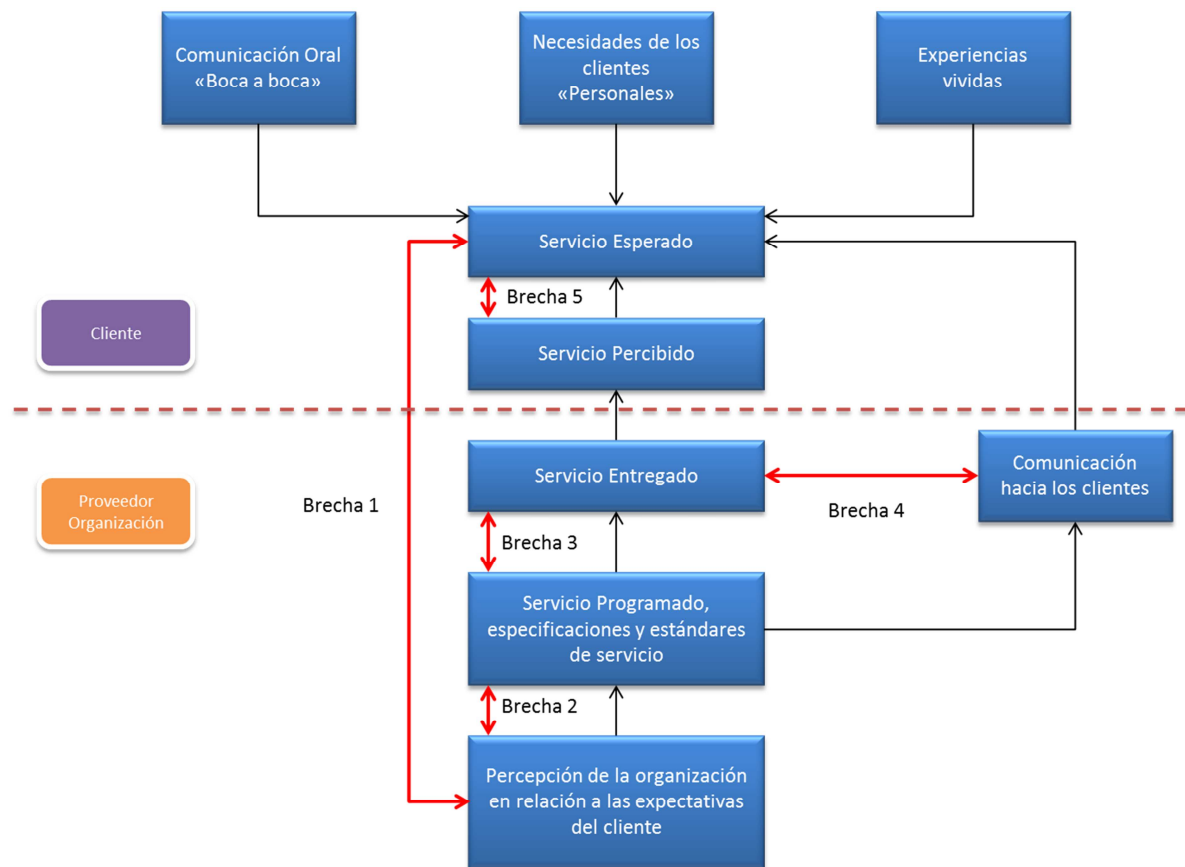 Comunicación Oral
«Boca a boca»
Necesidades de los
clientes
«Personales»
Experiencias
vividas
Servicio Esperado
Brecha 5
Cliente
Servicio Percibido
Servicio Entregado
Comunicación
hacia los clientes
Proveedor
Organización
Brecha 1
Brecha 4
Brecha 3
Servicio Programado,
especificaciones y estándares
de servicio
Brecha 2
Percepción de la organización
en relación a las expectativas
del cliente